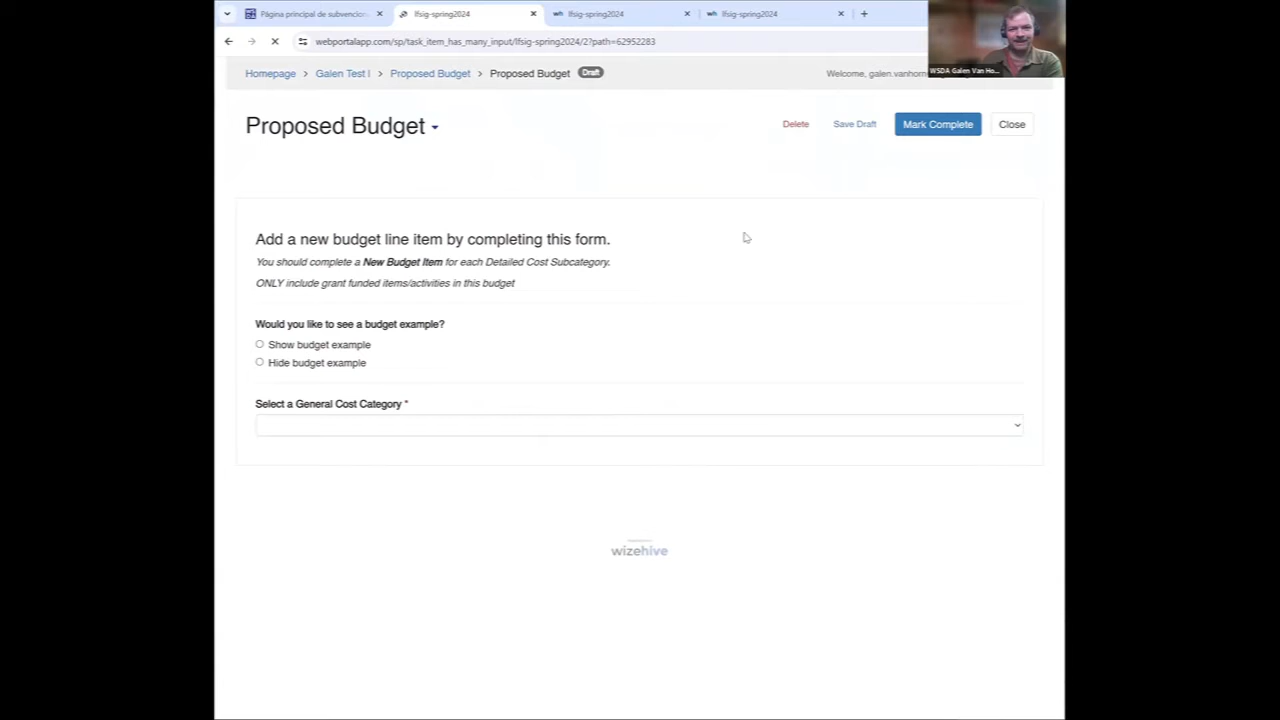 Página principal de subvencion
lfsig-spring2024
lfsig-spring2024
lfsig-spring2024
webportalapp.com/sp/task_item_has_many_input/lfsig-spring2024/2?path=62952283
WSDA Galen Van Ho...
Homepage > Galen Test I > Proposed Budget > Proposed Budget Draft
Welcome, galen.vanhorn
Proposed Budget
Delete Save Draft Mark Complete Close
Add a new budget line item by completing this form.
You should complete a New Budget Item for each Detailed Cost Subcategory.
ONLY include grant funded items/activities in this budget
Would you like to see a budget example?
Show budget example
Hide budget example
Select a General Cost Category *
wizehive